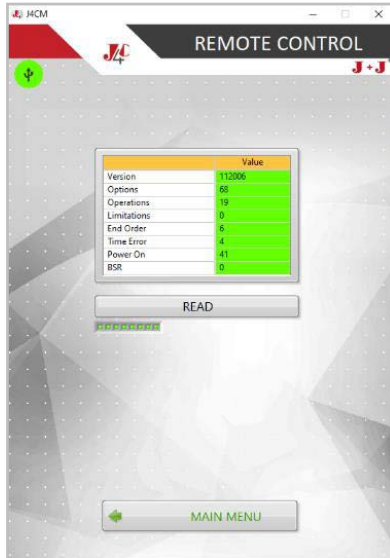 J4CM
J4C
REMOTE CONTROL
J+J
Value
Version 112006
Options 68
Operations 19
Limitations 0
End Order 6
Time Error 4
Power On 41
BSR 0
READ
MAIN MENU